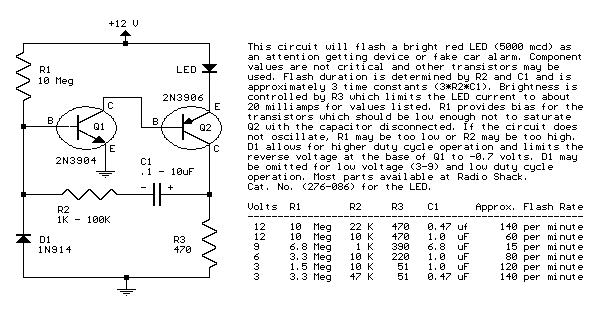 +12 V
R1
10 Meg
LED
2N3906
C
E
B
Q1
B
Q2
E
C
2N3904
C1
.1 - 10uF
- +
R2
1K - 100K
D1
1N914
R3
470
This circuit will flash a bright red LED (5000 mcd) as
an attention getting device or fake car alarm. Component
values are not critical and other transistors may be
used. Flash duration is determined by R2 and C1 and is
approximately 3 time constants (3*R2*C1). Brightness is
controlled by R3 which limits the LED current to about
20 milliamps for values listed. R1 provides bias for the
transistors which should be low enough not to saturate
Q2 with the capacitor disconnected. If the circuit does
not oscillate, R1 may be too low or R2 may be too high.
D1 allows for higher duty cycle operation and limits the
reverse voltage at the base of Q1 to -0.7 volts. D1 may
be omitted for low voltage (3-9) and low duty cycle
operation. Most parts available at Radio Shack.
Cat. No. (276-086) for the LED.
Volts R1 R2 R3 C1 Approx. Flash Rate
12 10 Meg 22 K 470 0.47 uf 140 per minute
12 10 Meg 10 K 470 1.0 uF 60 per minute
9 6.8 Meg 1 K 390 6.8 uF 15 per minute
6 3.3 Meg 10 K 220 1.0 uF 80 per minute
3 1.5 Meg 10 K 51 1.0 uF 120 per minute
3 3.3 Meg 47 K 51 0.47 uF 140 per minute